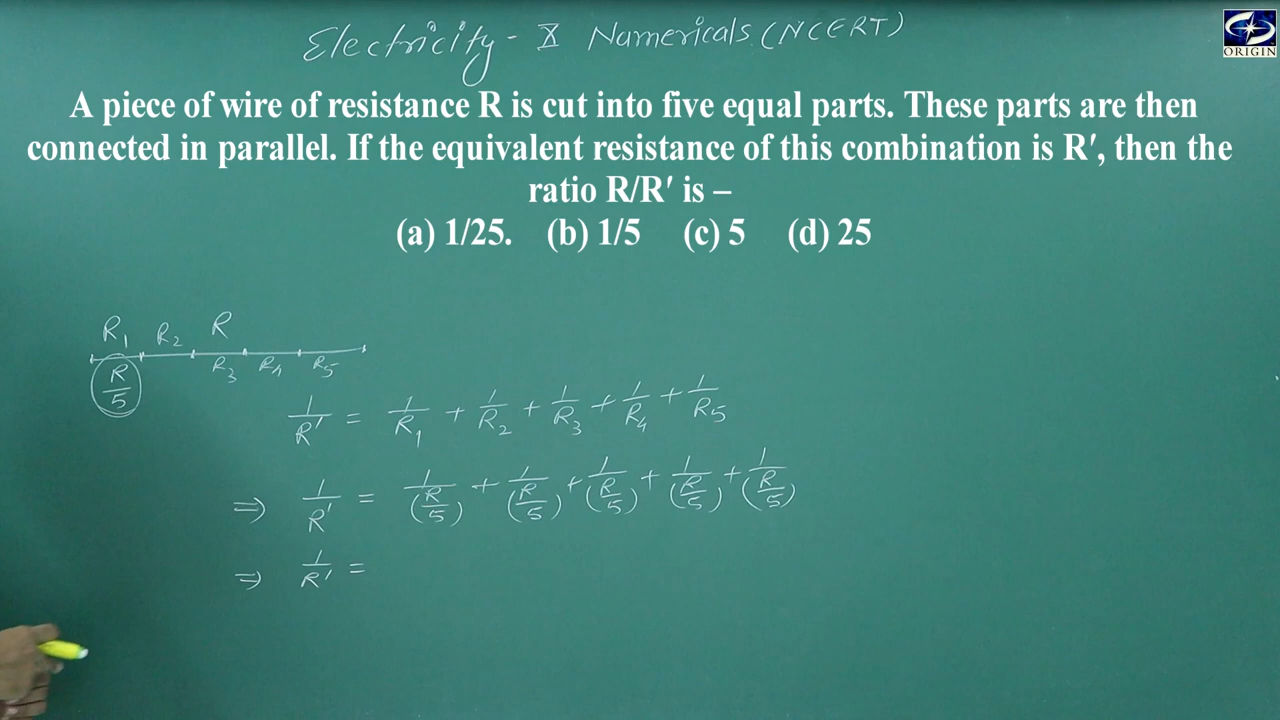 Electricity - X Numericals (NCERT)
ORIGIN
A piece of wire of resistance R is cut into five equal parts. These parts are then
connected in parallel. If the equivalent resistance of this combination is R′, then the
ratio R/R′ is –
(a) 1/25. (b) 1/5 (c) 5 (d) 25
R1 R2 R
R3 R4 R5
R/5
1/R' = 1/R1 + 1/R2 + 1/R3 + 1/R4 + 1/R5
⇒ 1/R' = 1/(R/5) + 1/(R/5) + 1/(R/5) + 1/(R/5) + 1/(R/5)
⇒ 1/R' =